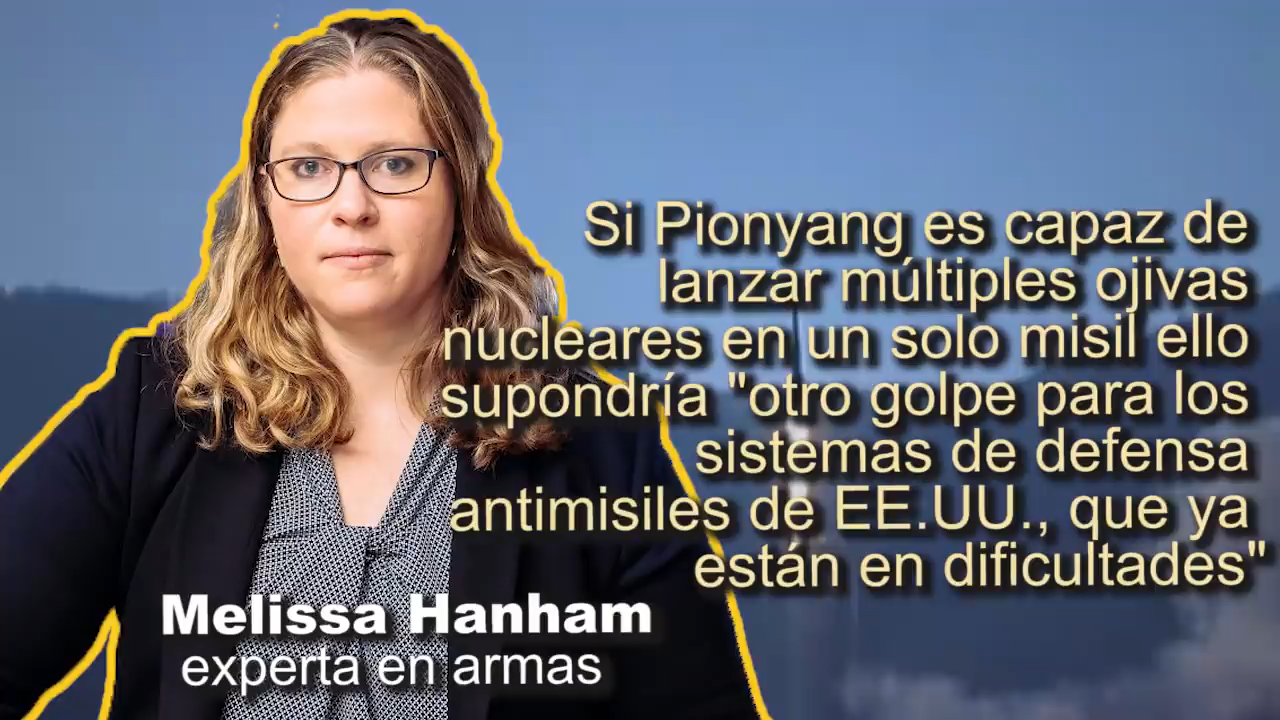 Si Pionyang es capaz de
lanzar múltiples ojivas
nucleares en un solo misil ello
supondría "otro golpe para los
sistemas de defensa
antimisiles de EE.UU., que ya
están en dificultades"
Melissa Hanham
experta en armas